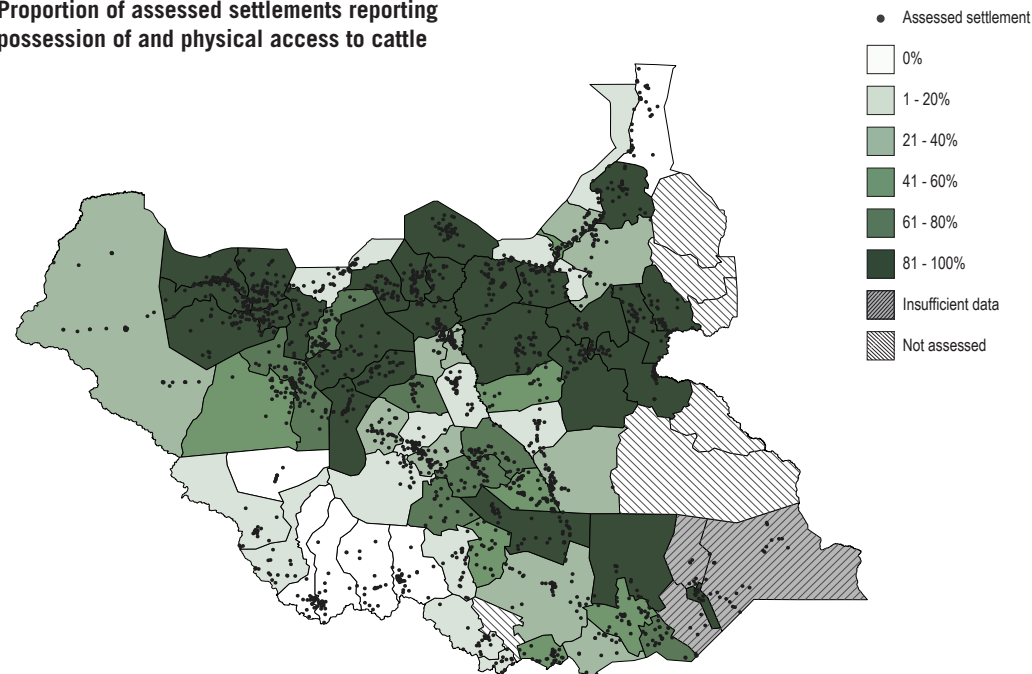 Proportion of assessed settlements reporting
possession of and physical access to cattle
Assessed settlement
0%
1 - 20%
21 - 40%
41 - 60%
61 - 80%
81 - 100%
Insufficient data
Not assessed